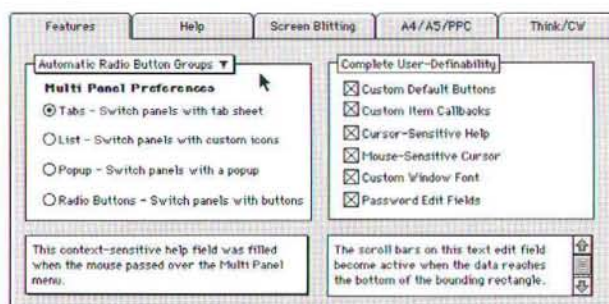 Features Help Screen Blitting A4/A5/PPC Think/CW
Automatic Radio Button Groups ▼
Multi Panel Preferences
Tabs - Switch panels with tab sheet
List - Switch panels with custom icons
Popup - Switch panels with a popup
Radio Buttons - Switch panels with buttons
Complete User-Definability
Custom Default Buttons
Custom Item Callbacks
Cursor-Sensitive Help
Mouse-Sensitive Cursor
Custom Window Font
Password Edit Fields
This context-sensitive help field was filled
when the mouse passed over the Multi Panel
menu.
The scroll bars on this text edit field
become active when the data reaches
the bottom of the bounding rectangle.